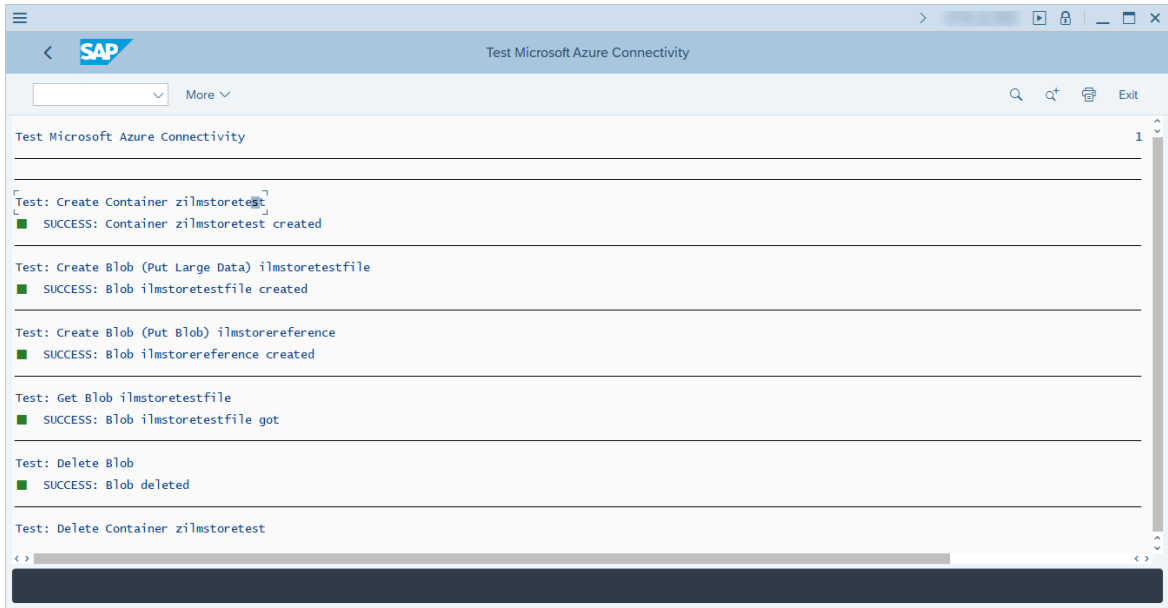 SAP
Test Microsoft Azure Connectivity
More
Exit
Test Microsoft Azure Connectivity 1
Test: Create Container zilmstoretest
SUCCESS: Container zilmstoretest created
Test: Create Blob (Put Large Data) ilmstoretestfile
SUCCESS: Blob ilmstoretestfile created
Test: Create Blob (Put Blob) ilmstorereference
SUCCESS: Blob ilmstorereference created
Test: Get Blob ilmstoretestfile
SUCCESS: Blob ilmstoretestfile got
Test: Delete Blob
SUCCESS: Blob deleted
Test: Delete Container zilmstoretest